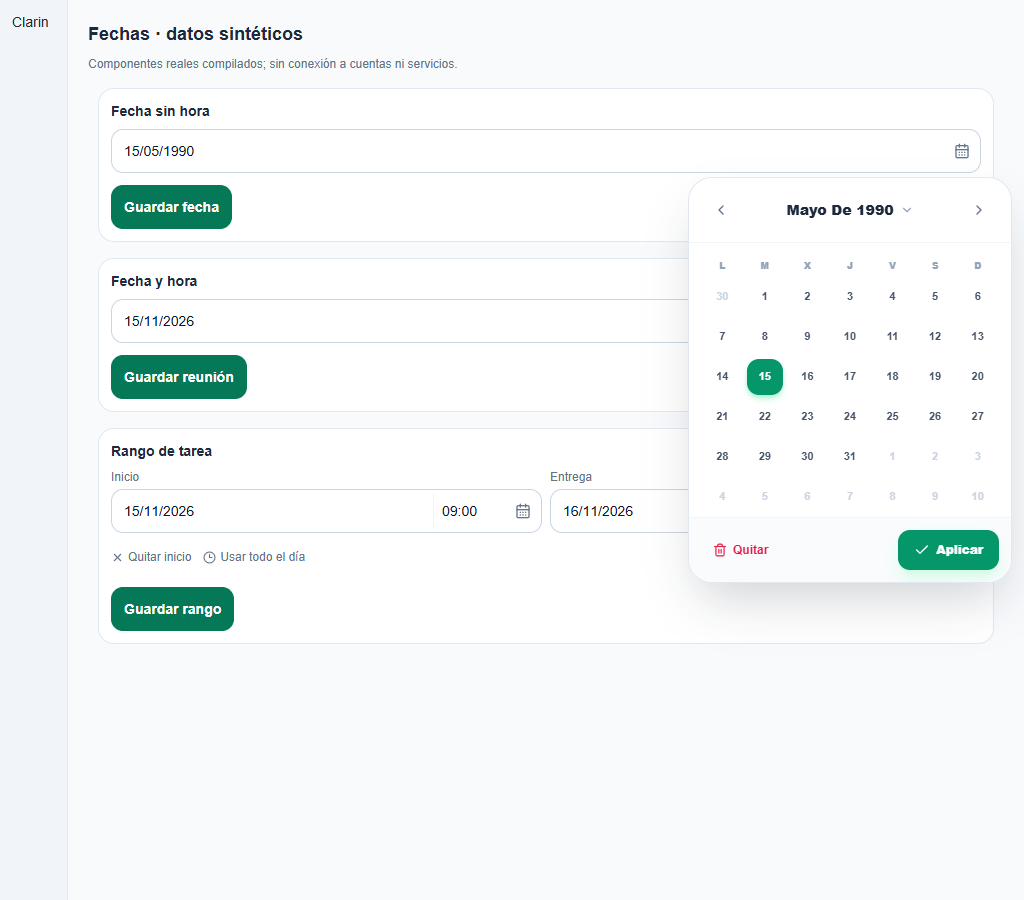 Clarin
Fechas · datos sintéticos
Componentes reales compilados; sin conexión a cuentas ni servicios.
Fecha sin hora
15/05/1990
Guardar fecha
Fecha y hora
15/11/2026
Guardar reunión
Rango de tarea
Inicio
Entrega
15/11/2026
09:00
16/11/2026
Quitar inicio
Usar todo el día
Guardar rango
Mayo De 1990
L M X J V S D
30 1 2 3 4 5 6
7 8 9 10 11 12 13
14 15 16 17 18 19 20
21 22 23 24 25 26 27
28 29 30 31 1 2 3
4 5 6 7 8 9 10
Quitar
Aplicar